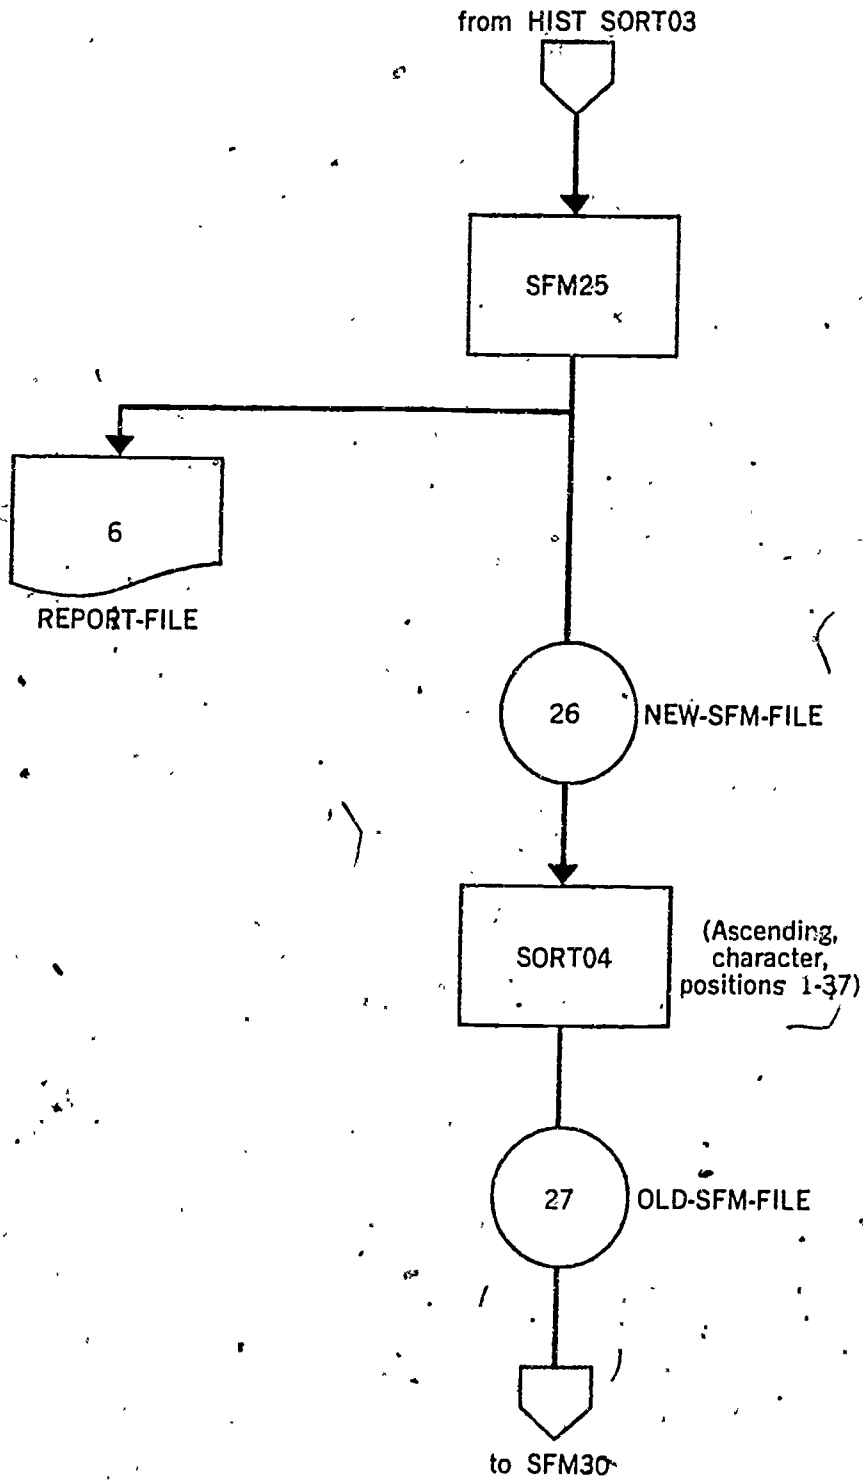 from HIST SORT03
SFM25
6
REPORT-FILE
26
NEW-SFM-FILE
SORT04
(Ascending,
character,
positions 1-37)
27
OLD-SFM-FILE
to SFM30